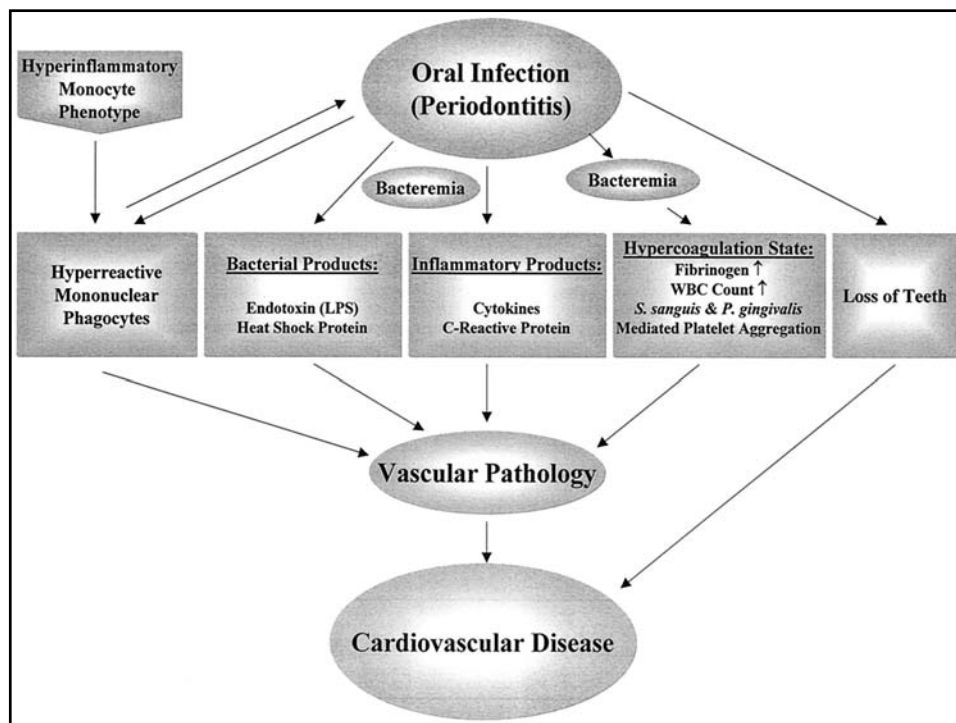 Hyperinflammatory
Monocyte
Phenotype
Oral Infection
(Periodontitis)
Bacteremia
Bacteremia
Hyperreactive
Mononuclear
Phagocytes
Bacterial Products:
Endotoxin (LPS)
Heat Shock Protein
Inflammatory Products:
Cytokines
C-Reactive Protein
Hypercoagulation State:
Fibrinogen ↑
WBC Count ↑
S. sanguis & P. gingivalis
Mediated Platelet Aggregation
Loss of Teeth
Vascular Pathology
Cardiovascular Disease